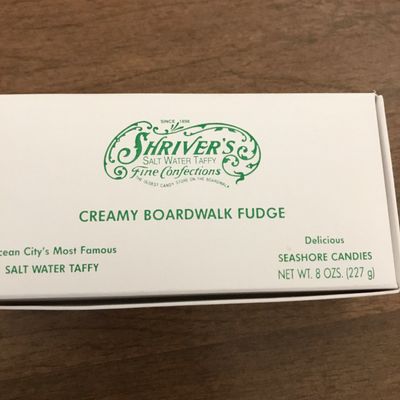 SINCE 1898
SHRIVER'S
SALT WATER TAFFY
Fine Confections
THE OLDEST CANDY STORE ON THE BOARDWALK
CREAMY BOARDWALK FUDGE
cean City's Most Famous
SALT WATER TAFFY
Delicious
SEASHORE CANDIES
NET WT. 8 OZS. (227 g)